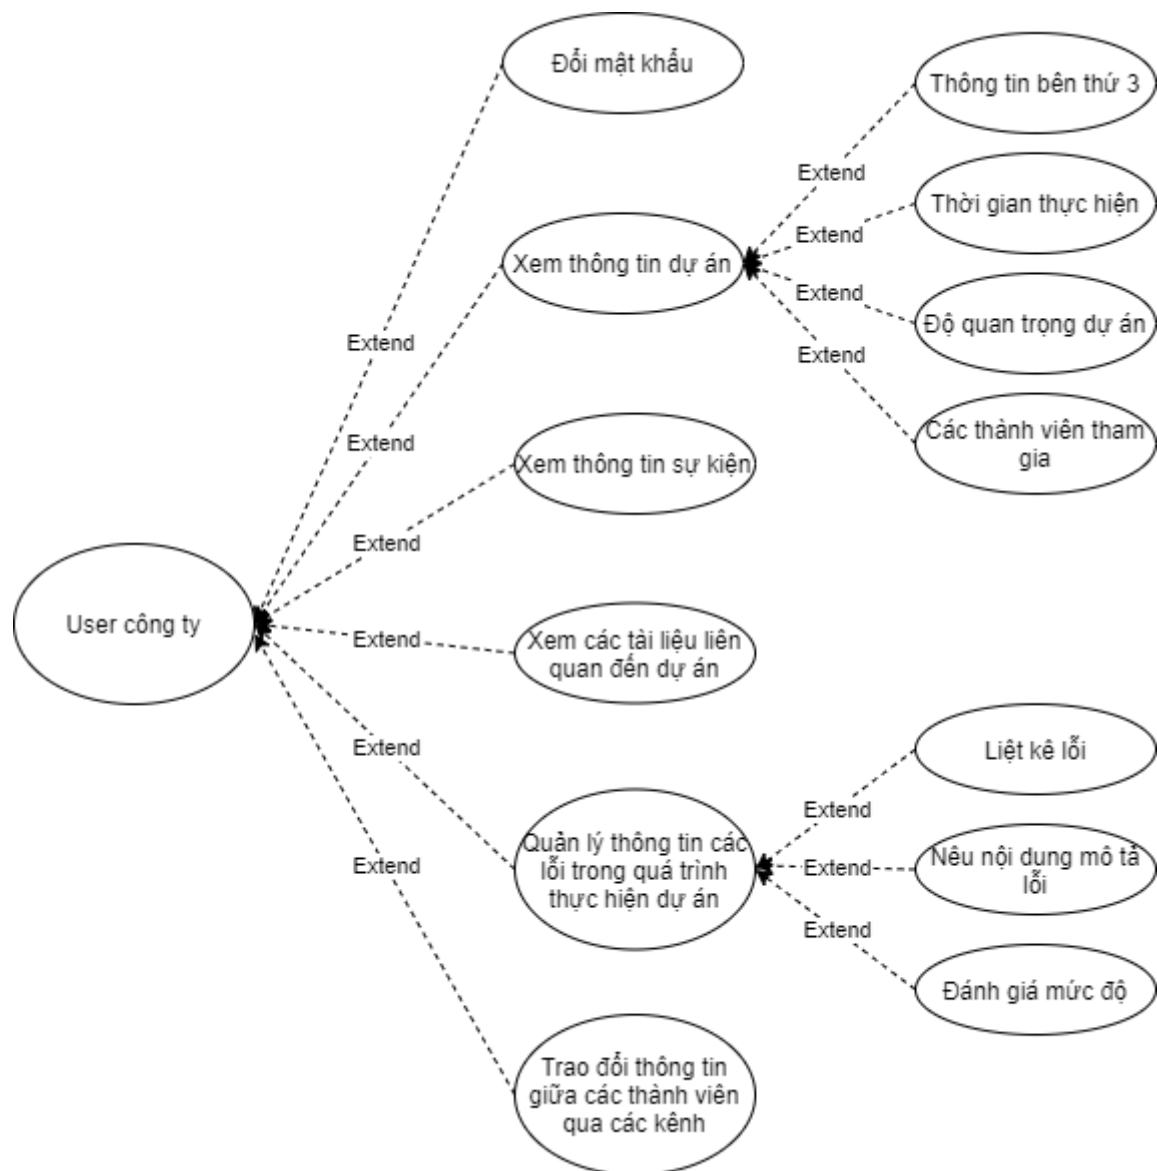 Đổi mật khẩu
Thông tin bên thứ 3
Extend
Thời gian thực hiện
Extend
Xem thông tin dự án
Extend
Độ quan trọng dự án
Extend
Extend
Các thành viên tham
gia
Extend
Xem thông tin sự kiện
Extend
User công ty
Extend
Xem các tài liệu liên
quan đến dự án
Extend
Liệt kê lỗi
Extend
Quản lý thông tin các
lỗi trong quá trình
thực hiện dự án
Extend
Nêu nội dung mô tả
lỗi
Extend
Extend
Đánh giá mức độ
Trao đổi thông tin
giữa các thành viên
qua các kênh